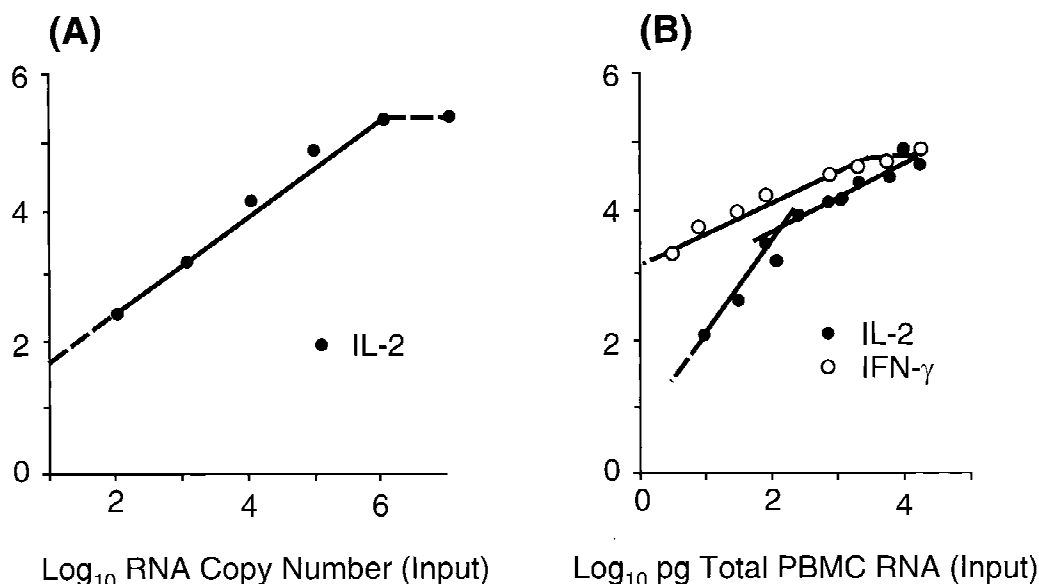 (A)
6
4
2
0
2
4
6
IL-2
Log10 RNA Copy Number (Input)
(B)
6
4
2
0
0
2
4
IL-2
IFN-γ
Log10 pg Total PBMC RNA (Input)